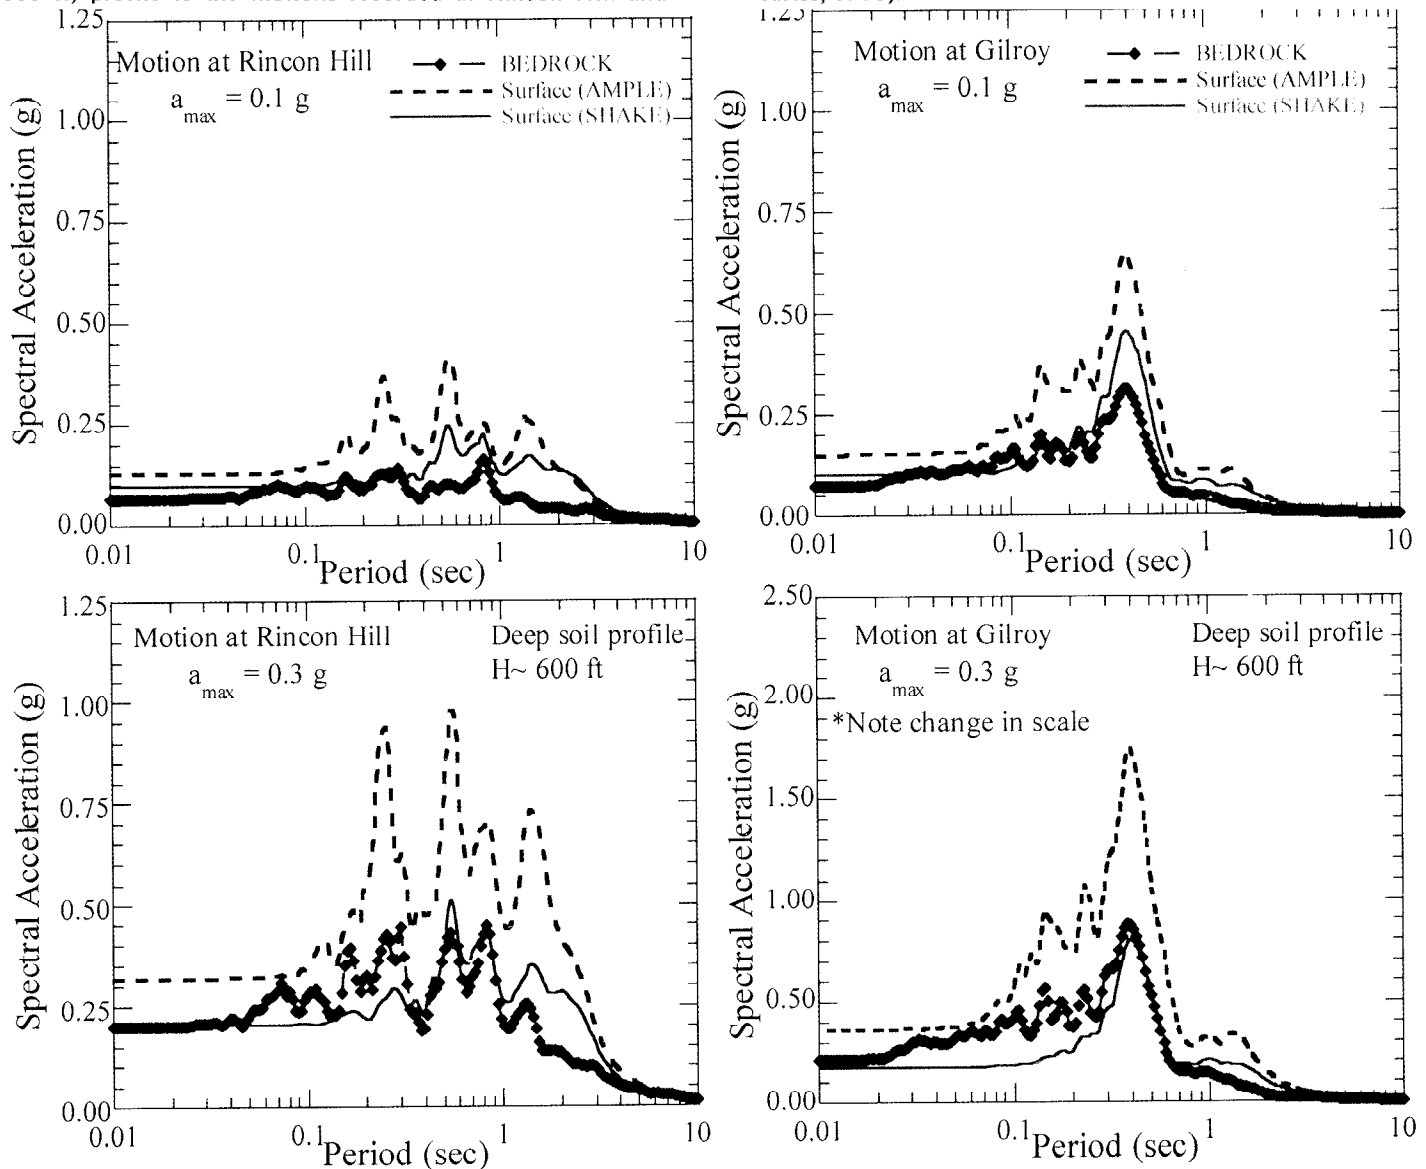 1.25
Motion at Rincon Hill
a max = 0.1 g
BEDROCK
Surface (AMPLE)
Surface (SHAKE)
1.00
0.75
0.50
0.25
0.00
0.01
0.1
1
10
Period (sec)
Spectral Acceleration (g)
1.25
Motion at Gilroy
a max = 0.1 g
BEDROCK
Surface (AMPLE)
Surface (SHAKE)
1.00
0.75
0.50
0.25
0.00
0.01
0.1
1
10
Period (sec)
Spectral Acceleration (g)
1.25
Motion at Rincon Hill
a max = 0.3 g
Deep soil profile
H~ 600 ft
1.00
0.75
0.50
0.25
0.00
0.01
0.1
1
10
Period (sec)
Spectral Acceleration (g)
2.50
Motion at Gilroy
a max = 0.3 g
Deep soil profile
H~ 600 ft
*Note change in scale
2.00
1.50
1.00
0.50
0.00
0.01
0.1
1
10
Period (sec)
Spectral Acceleration (g)